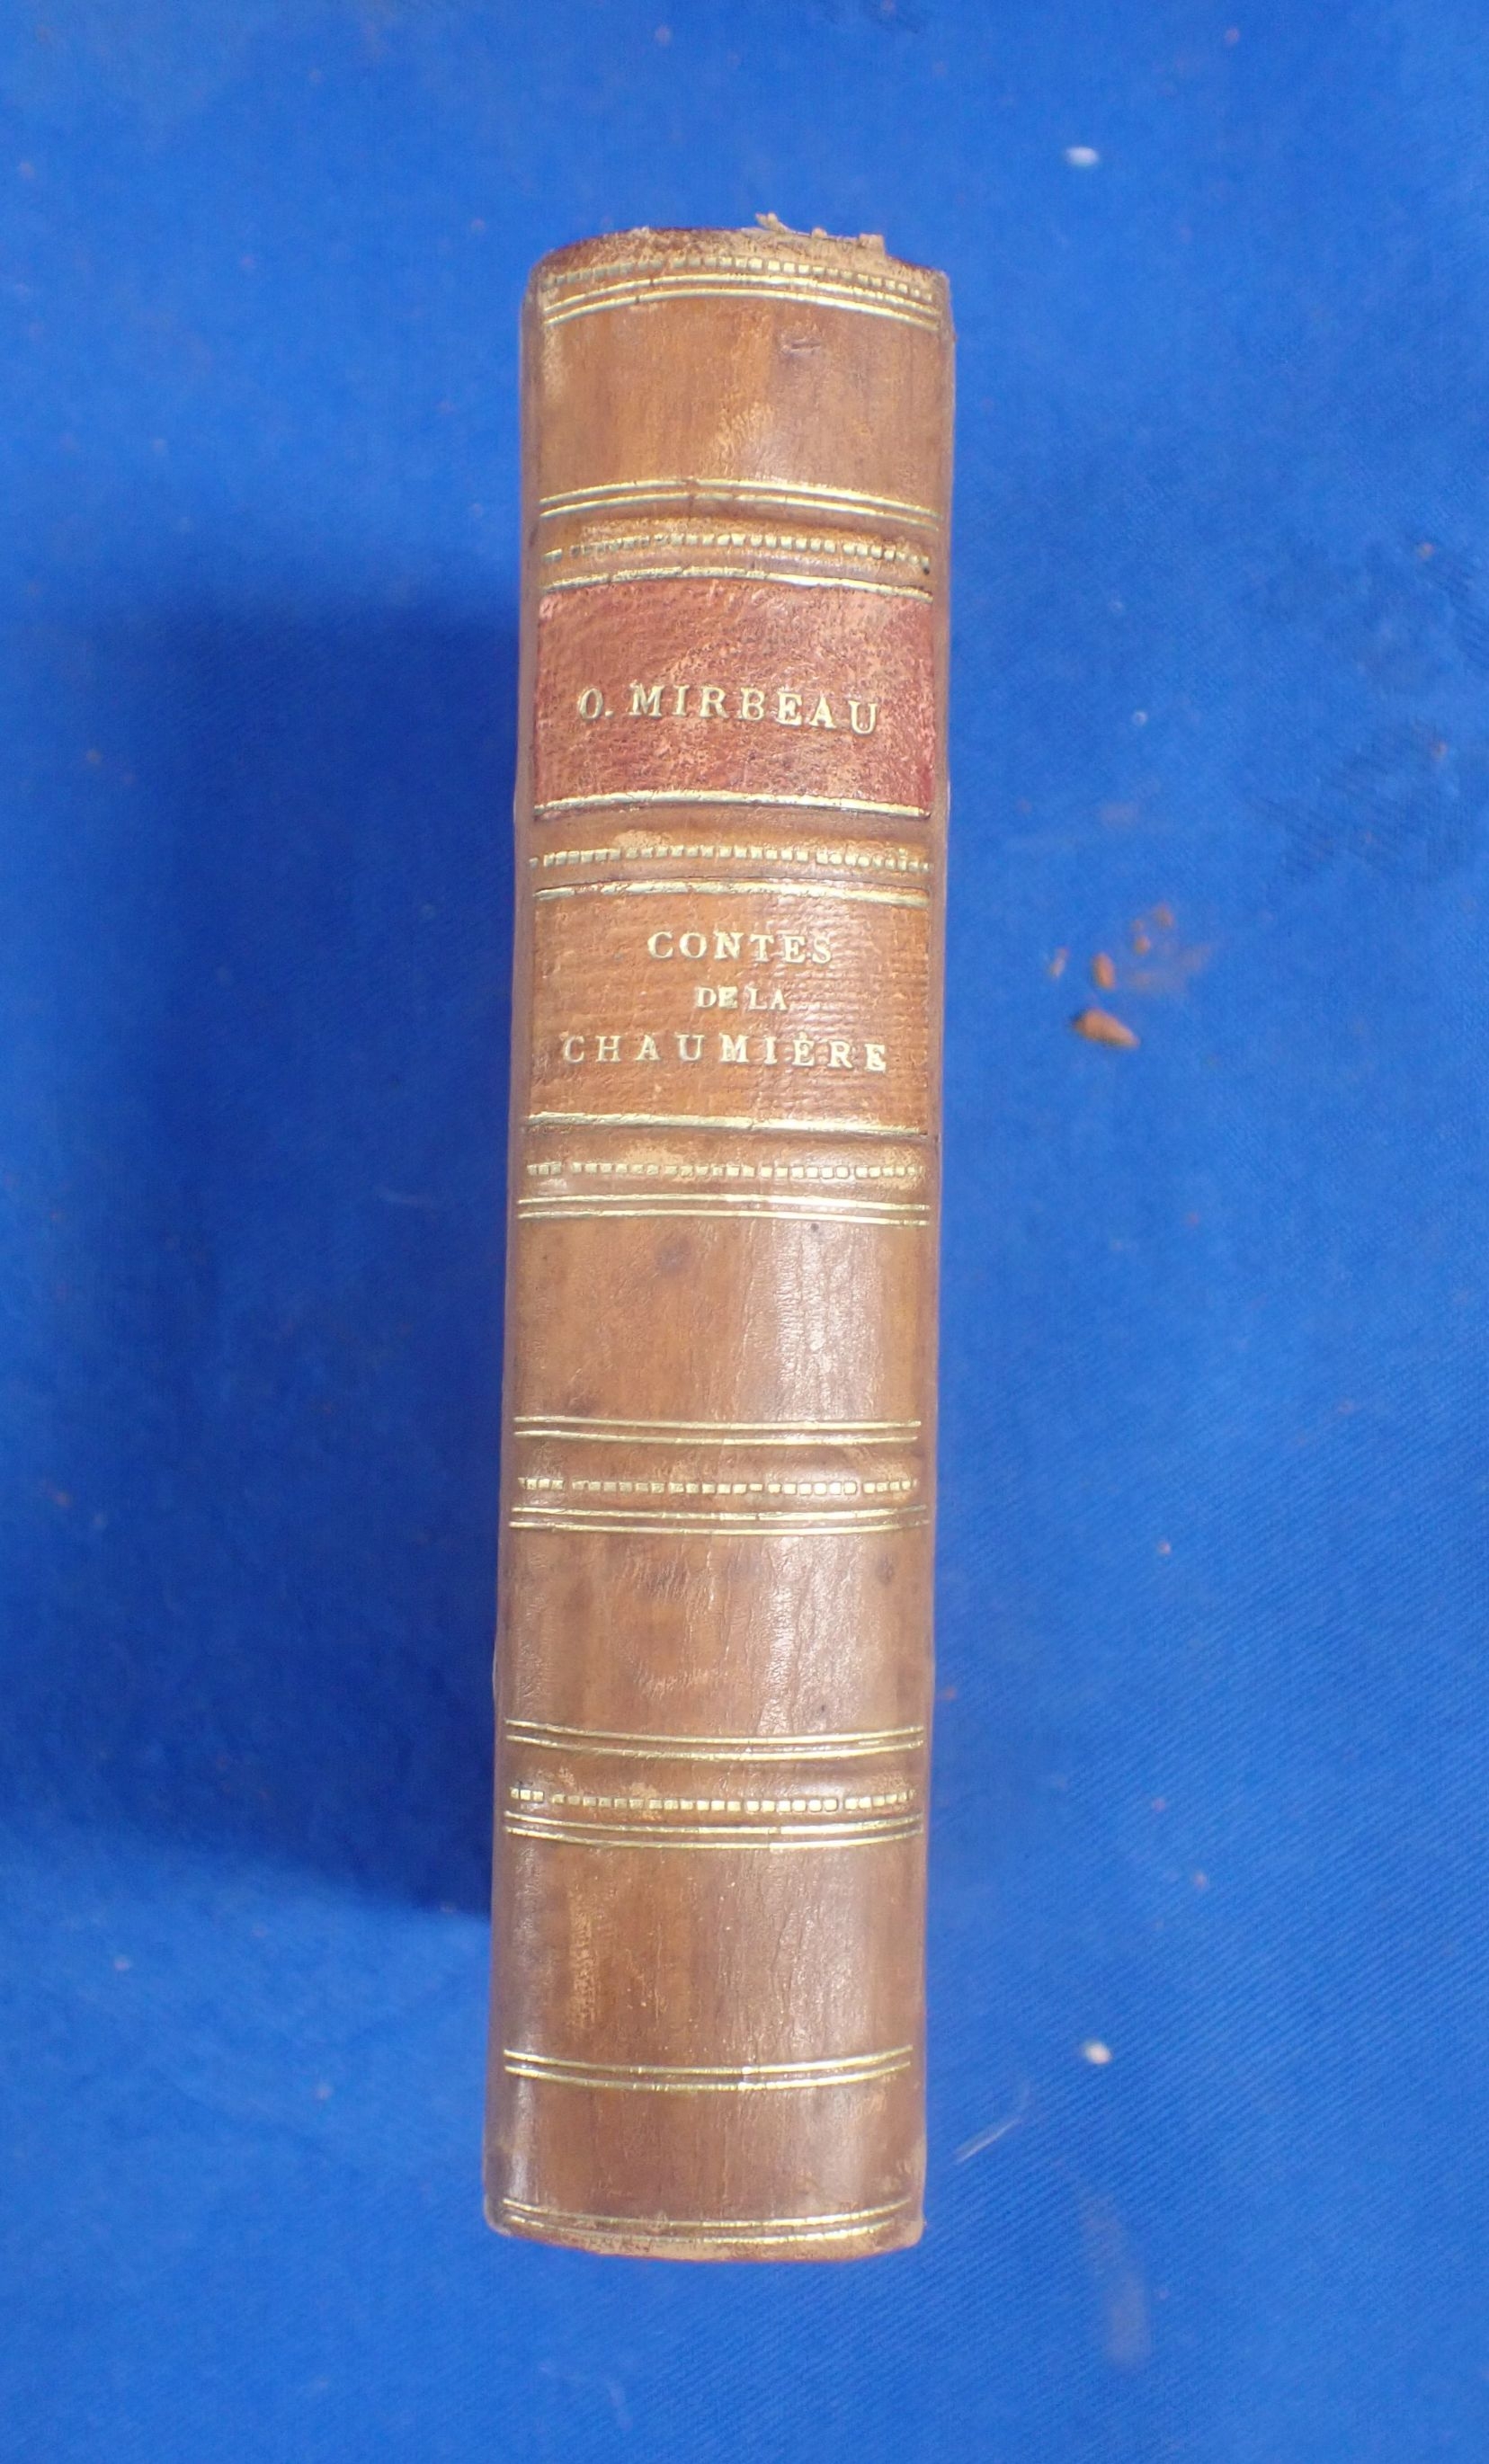 O. MIRBEAU
CONTES
DE LA
CHAUMIÈRE